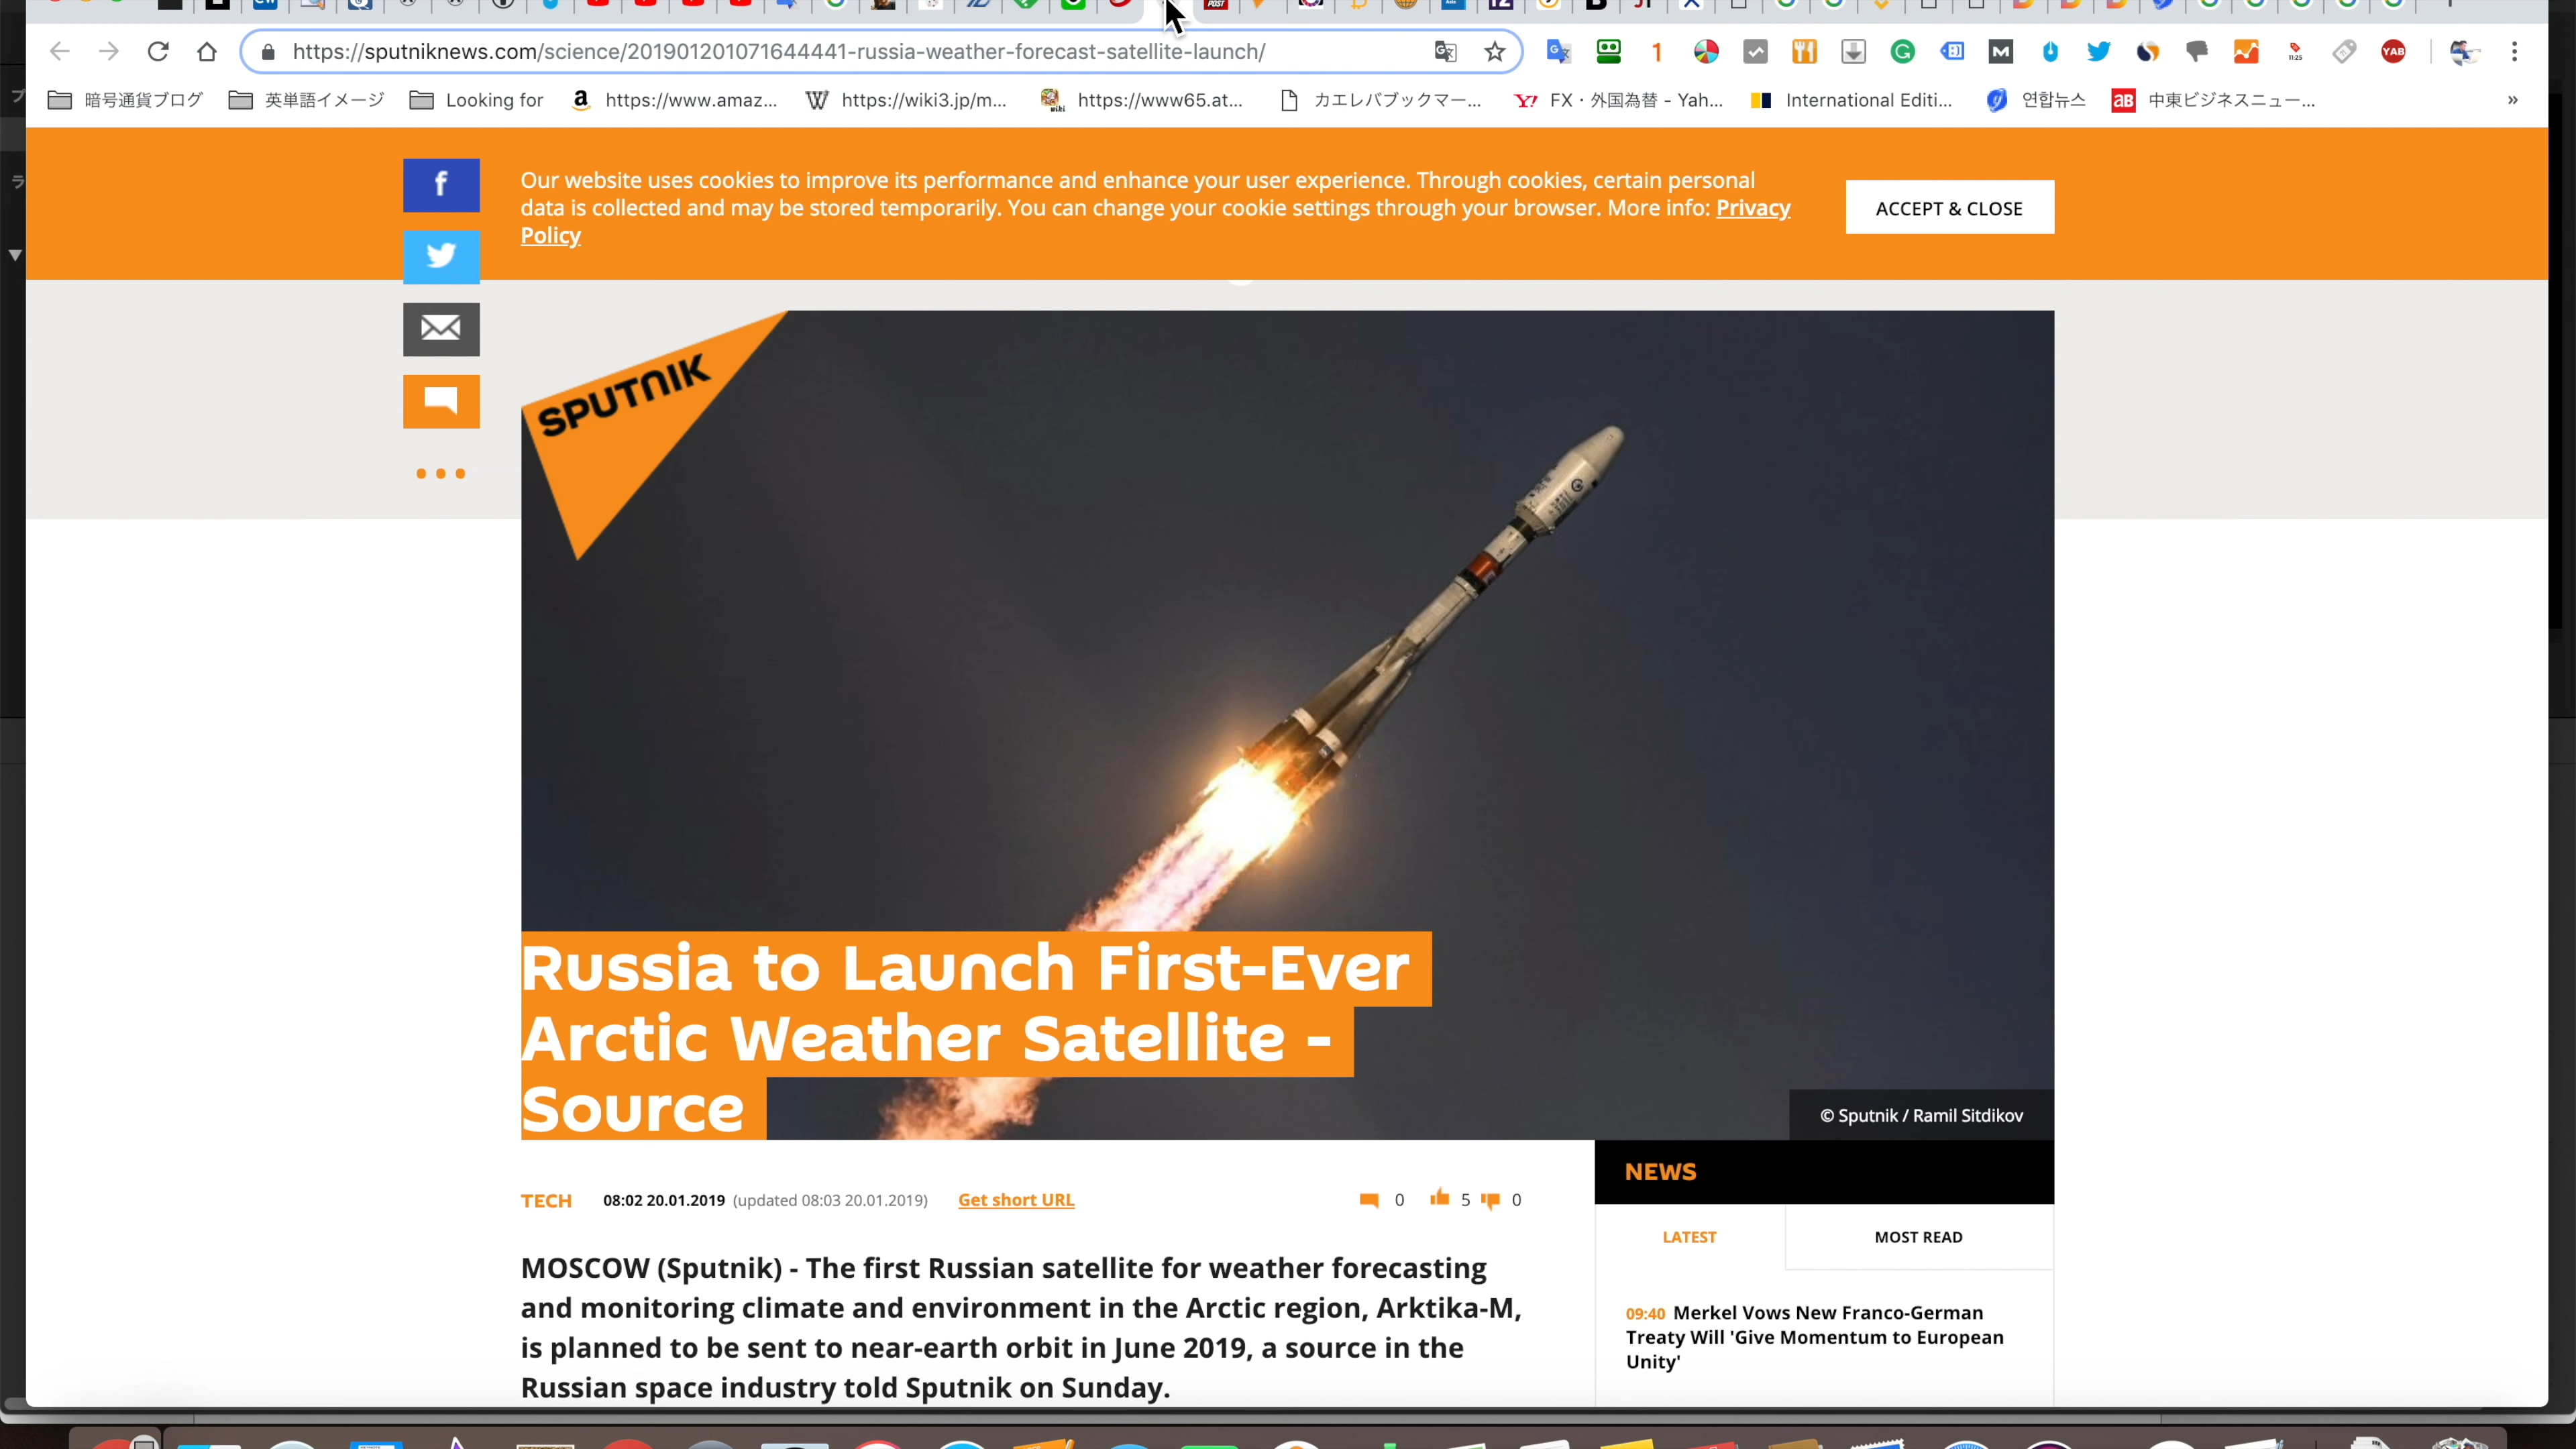 https://sputniknews.com/science/201901201071644441-russia-weather-forecast-satellite-launch/
暗号通貨ブログ
英単語イメージ
Looking for
https://www.amaz...
https://wiki3.jp/m...
https://www65.at...
カエレバブックマー...
FX・外国為替 - Yah...
International Editi...
연합뉴스
中東ビジネスニュー...
»
Our website uses cookies to improve its performance and enhance your user experience. Through cookies, certain personal
data is collected and may be stored temporarily. You can change your cookie settings through your browser. More info: Privacy
Policy
ACCEPT & CLOSE
SPUTNIK
Russia to Launch First-Ever
Arctic Weather Satellite -
Source
© Sputnik / Ramil Sitdikov
TECH
08:02 20.01.2019 (updated 08:03 20.01.2019)
Get short URL
0
5
0
MOSCOW (Sputnik) - The first Russian satellite for weather forecasting
and monitoring climate and environment in the Arctic region, Arktika-M,
is planned to be sent to near-earth orbit in June 2019, a source in the
Russian space industry told Sputnik on Sunday.
NEWS
LATEST
MOST READ
09:40 Merkel Vows New Franco-German
Treaty Will 'Give Momentum to European
Unity'